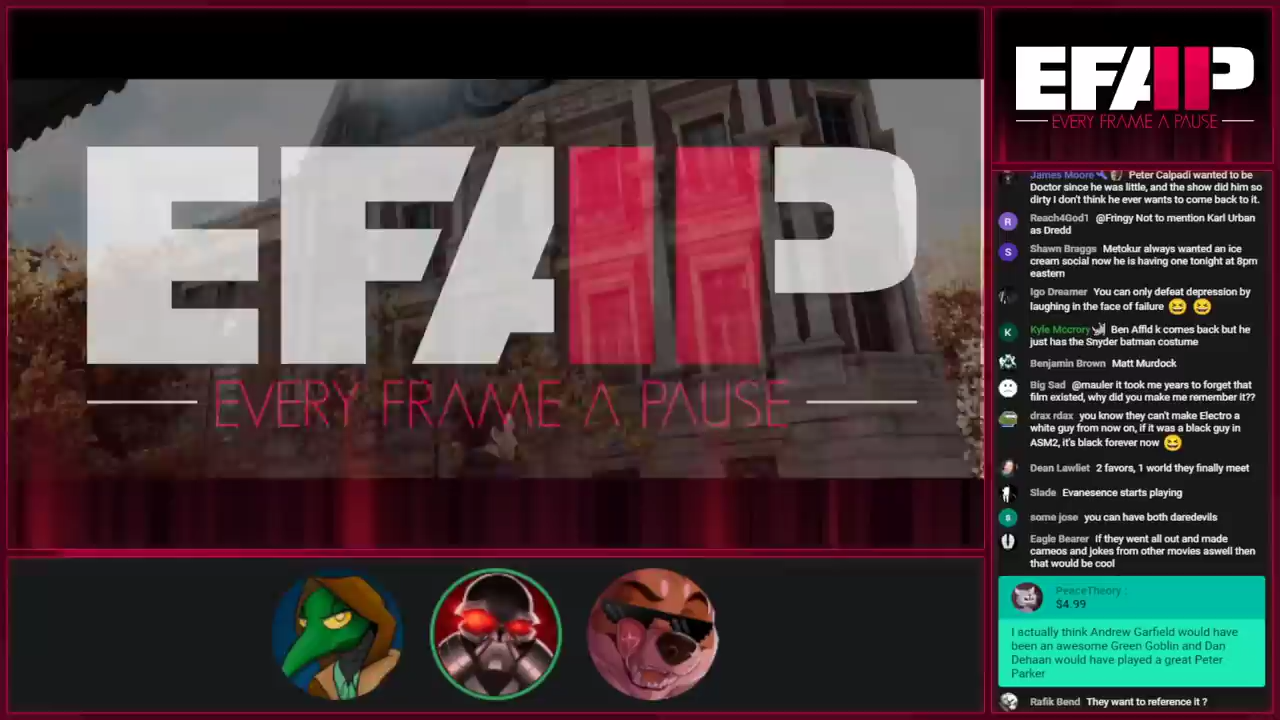 EFAP
EVERY FRAME A PAUSE
EFAP
EVERY FRAME A PAUSE
James Moore Peter Calpadi wanted to be
Doctor since he was little, and the show did him so
dirty I don't think he ever wants to come back to it.
R
Reach4God1 @Fringy Not to mention Karl Urban
as Dredd
S
Shawn Braggs Metokur always wanted an ice
cream social now he is having one tonight at 8pm
eastern
Igo Dreamer You can only defeat depression by
laughing in the face of failure 😆 😆
K
Kyle Mccrory Ben Affld k comes back but he
just has the Snyder batman costume
Benjamin Brown Matt Murdock
Big Sad @mauler it took me years to forget that
film existed, why did you make me remember it??
drax rdax you know they can't make Electro a
white guy from now on, if it was a black guy in
ASM2, it's black forever now 😆
Dean Lawliet 2 favors, 1 world they finally meet
Slade Evanesence starts playing
s
some jose you can have both daredevils
Eagle Bearer If they went all out and made
cameos and jokes from other movies aswell then
that would be cool
PeaceTheory :
$4.99
I actually think Andrew Garfield would have
been an awesome Green Goblin and Dan
Dehaan would have played a great Peter
Parker
Rafik Bend They want to reference it ?